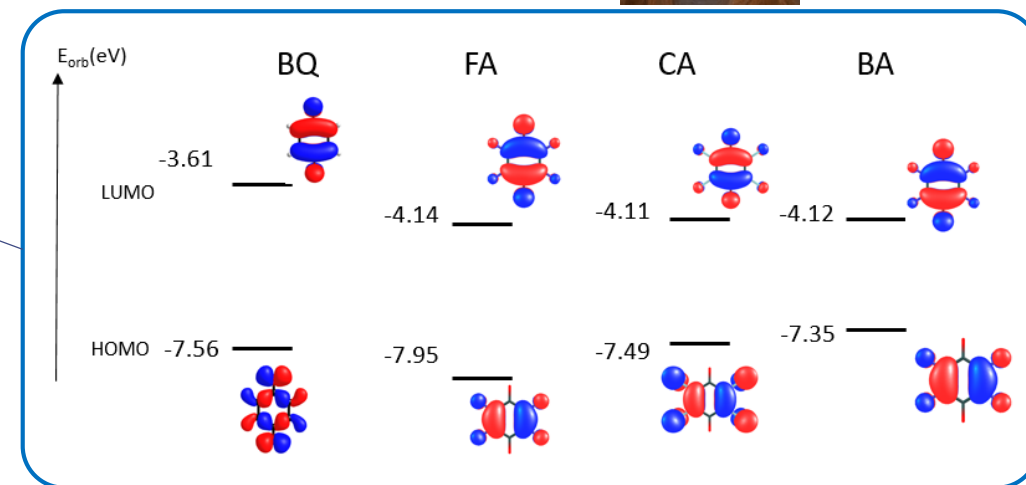 E_orb(eV)
BQ FA CA BA
-3.61
LUMO
-4.14 -4.11 -4.12
HOMO -7.56 -7.95 -7.49 -7.35